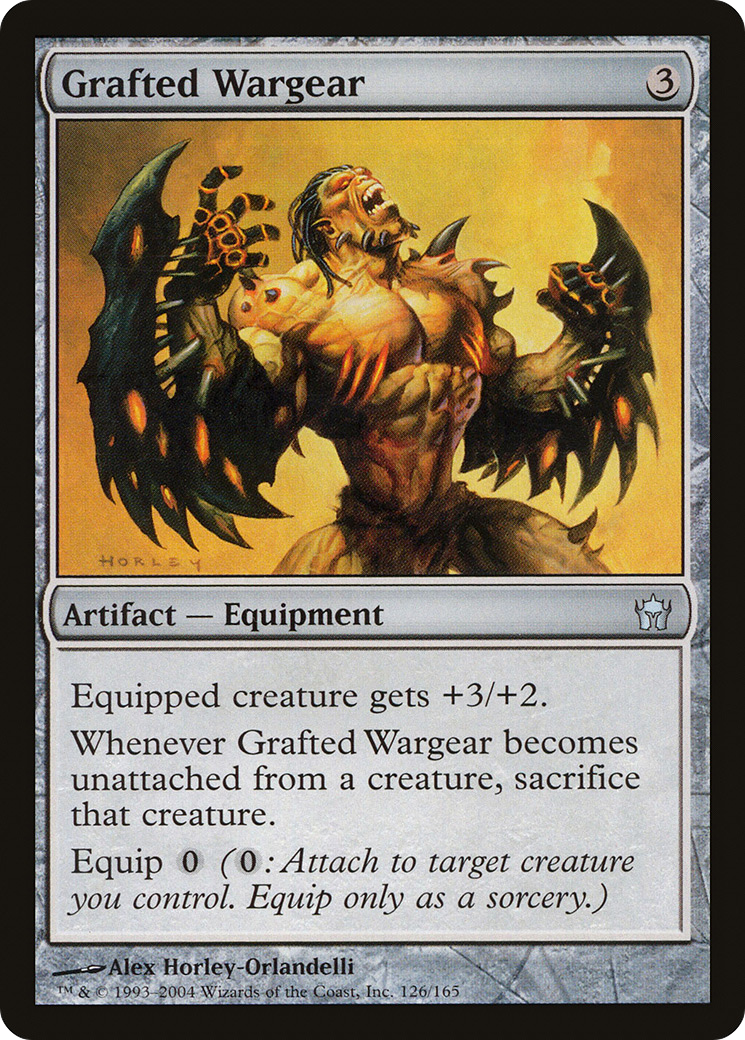 Grafted Wargear 3
HORLEY
Artifact — Equipment
Equipped creature gets +3/+2.
Whenever Grafted Wargear becomes
unattached from a creature, sacrifice
that creature.
Equip 0 (0: Attach to target creature
you control. Equip only as a sorcery.)
Alex Horley-Orlandelli
™ & © 1993–2004 Wizards of the Coast, Inc. 126/165